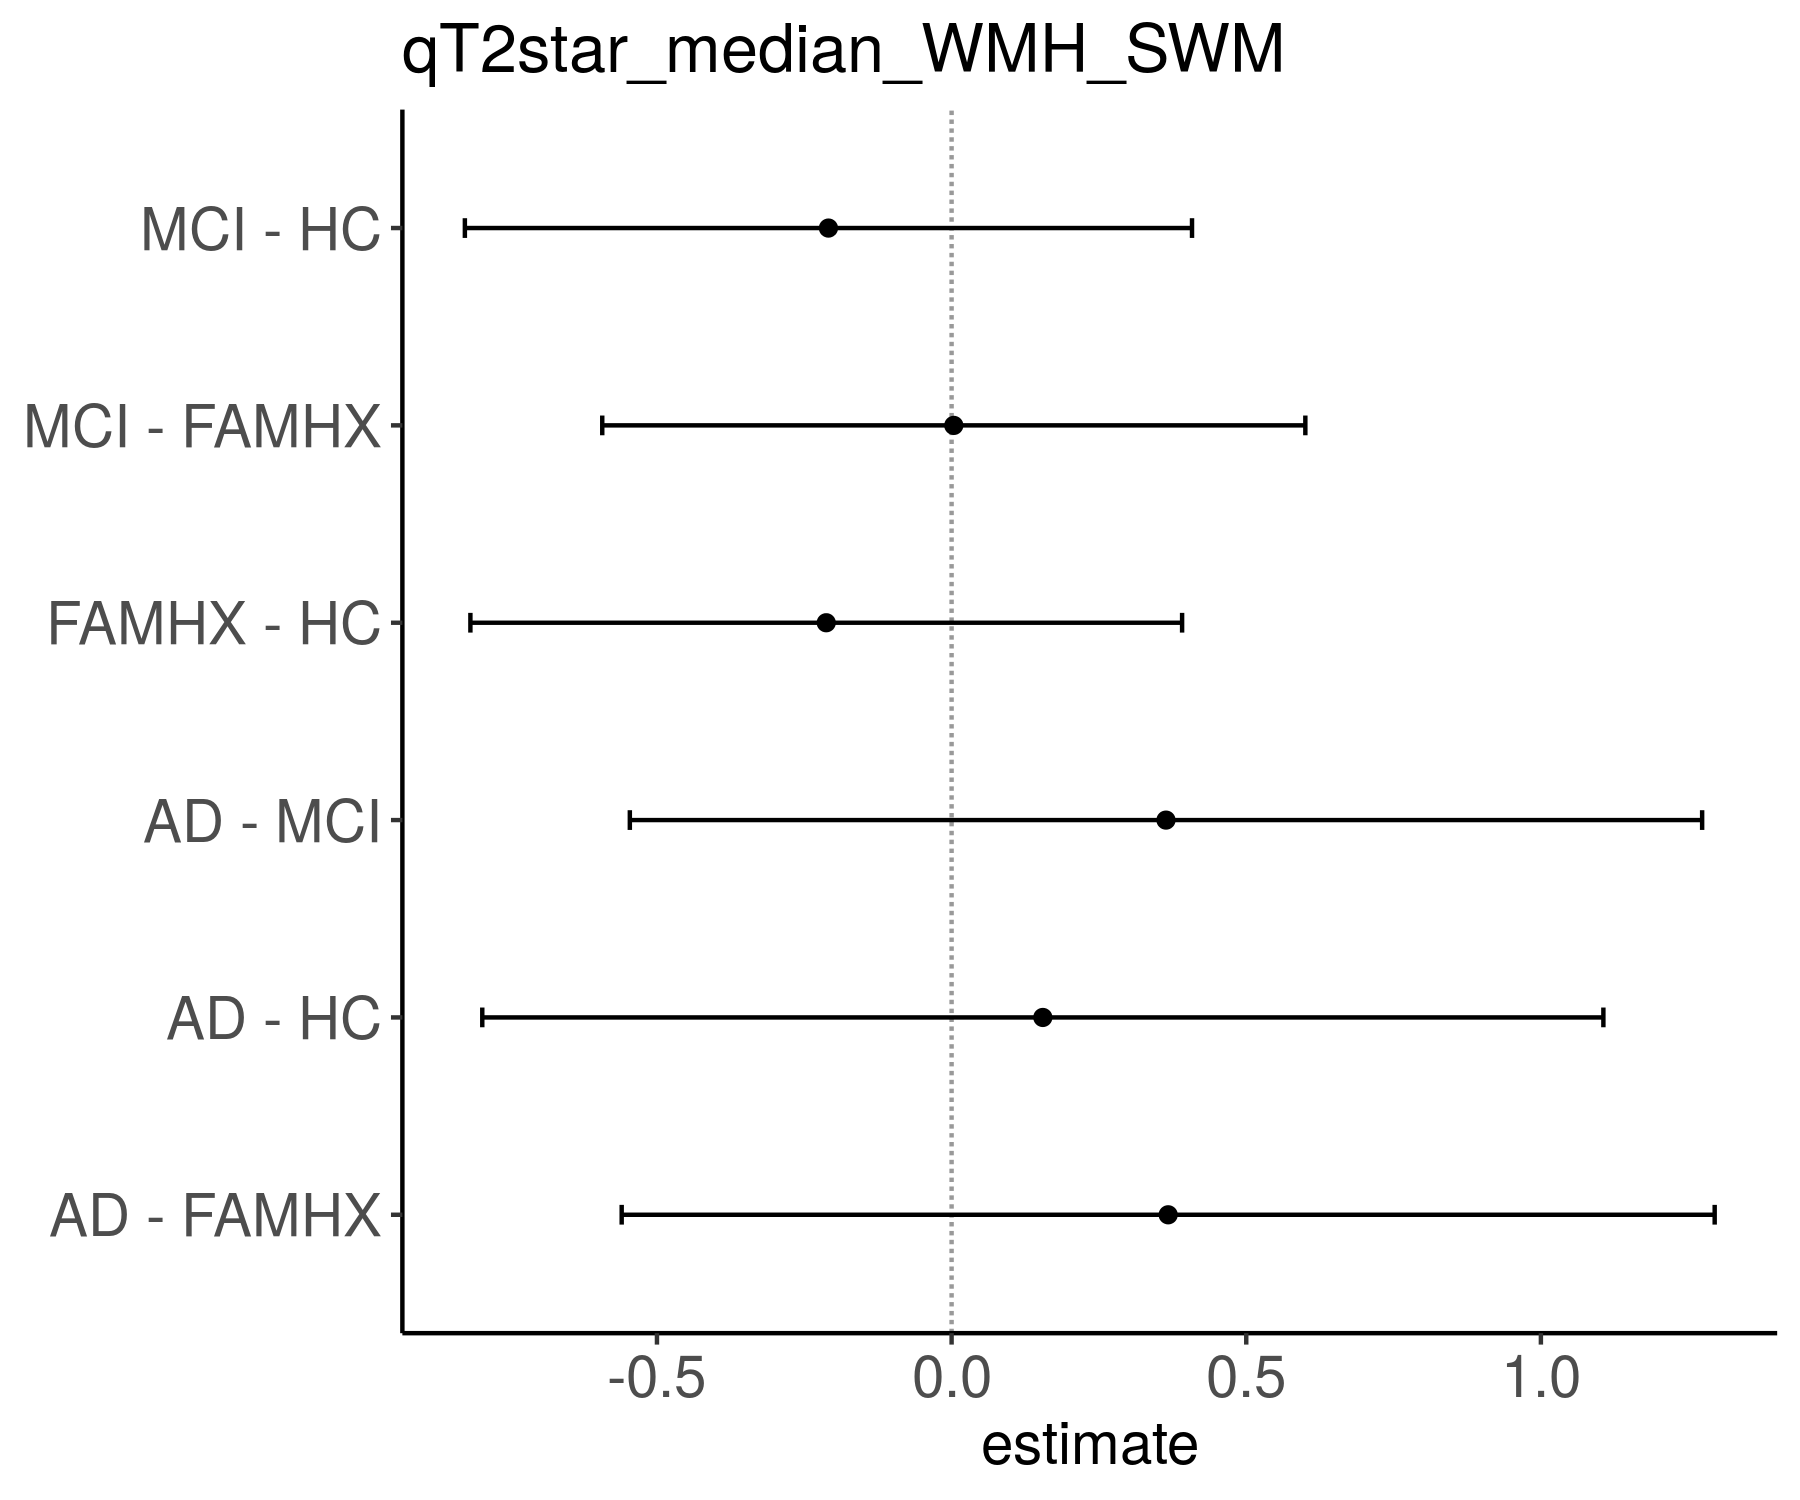 qT2star_median_WMH_SWM
MCI - HC
MCI - FAMHX
FAMHX - HC
AD - MCI
AD - HC
AD - FAMHX
-0.5 0.0 0.5 1.0
estimate